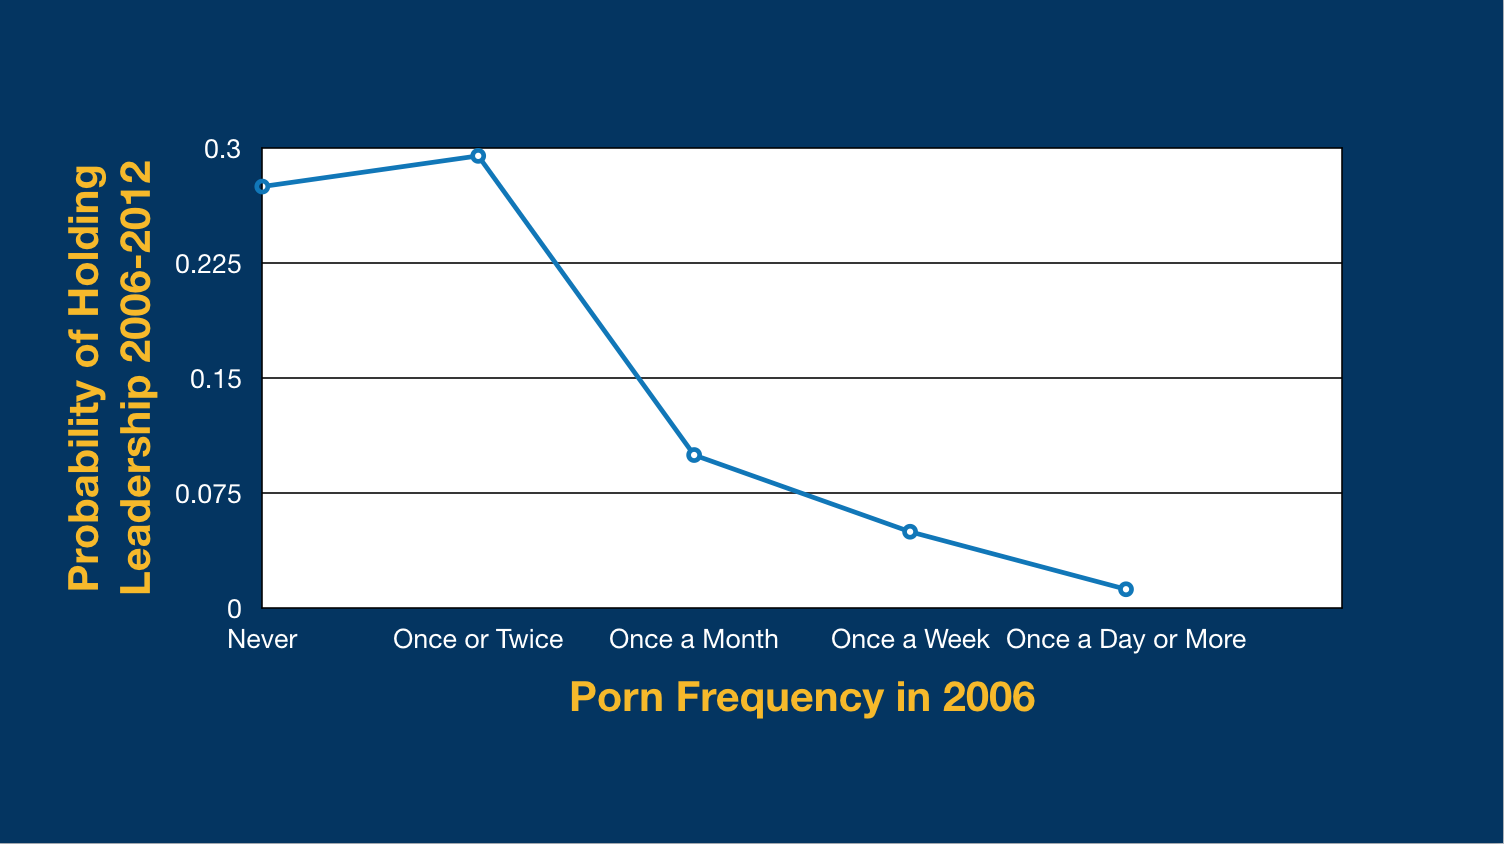 Probability of Holding
Leadership 2006-2012
0.3
0.225
0.15
0.075
0
Never
Once or Twice
Once a Month
Once a Week
Once a Day or More
Porn Frequency in 2006